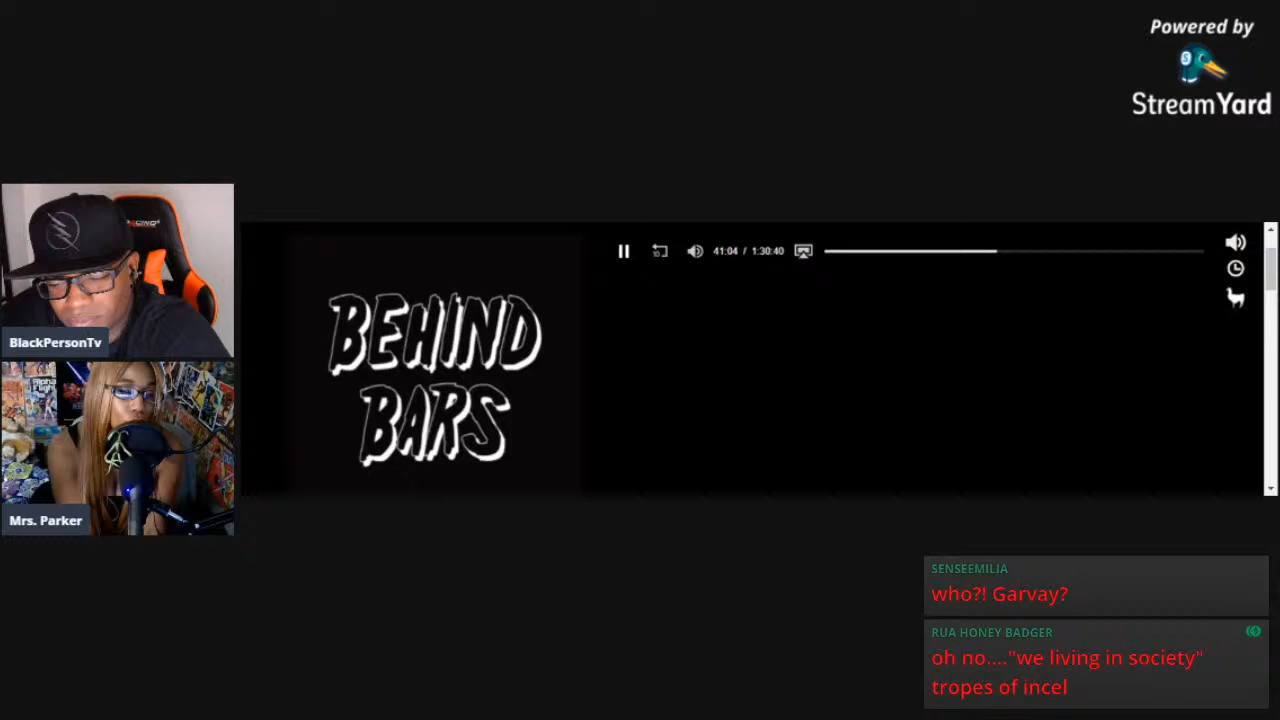 Powered by
StreamYard
BlackPersonTv
Mrs. Parker
BEHIND
BARS
10
41:04 / 1:30:40
SENSEEMILIA
who?! Garvay?
RUA HONEY BADGER
oh no...."we living in society"
tropes of incel